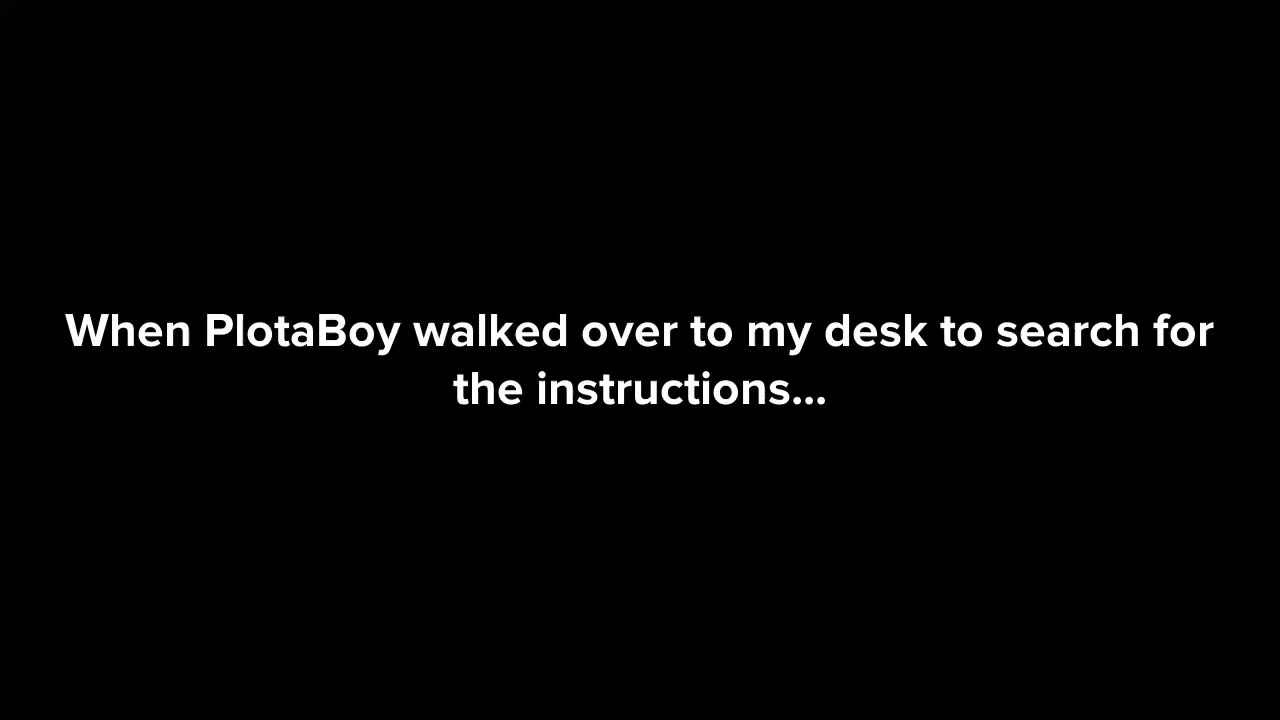 When PlotaBoy walked over to my desk to search for
the instructions...